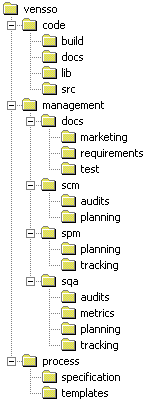 vensso
code
build
docs
lib
src
management
docs
marketing
requirements
test
scm
audits
planning
spm
planning
tracking
sqa
audits
metrics
planning
tracking
process
specification
templates